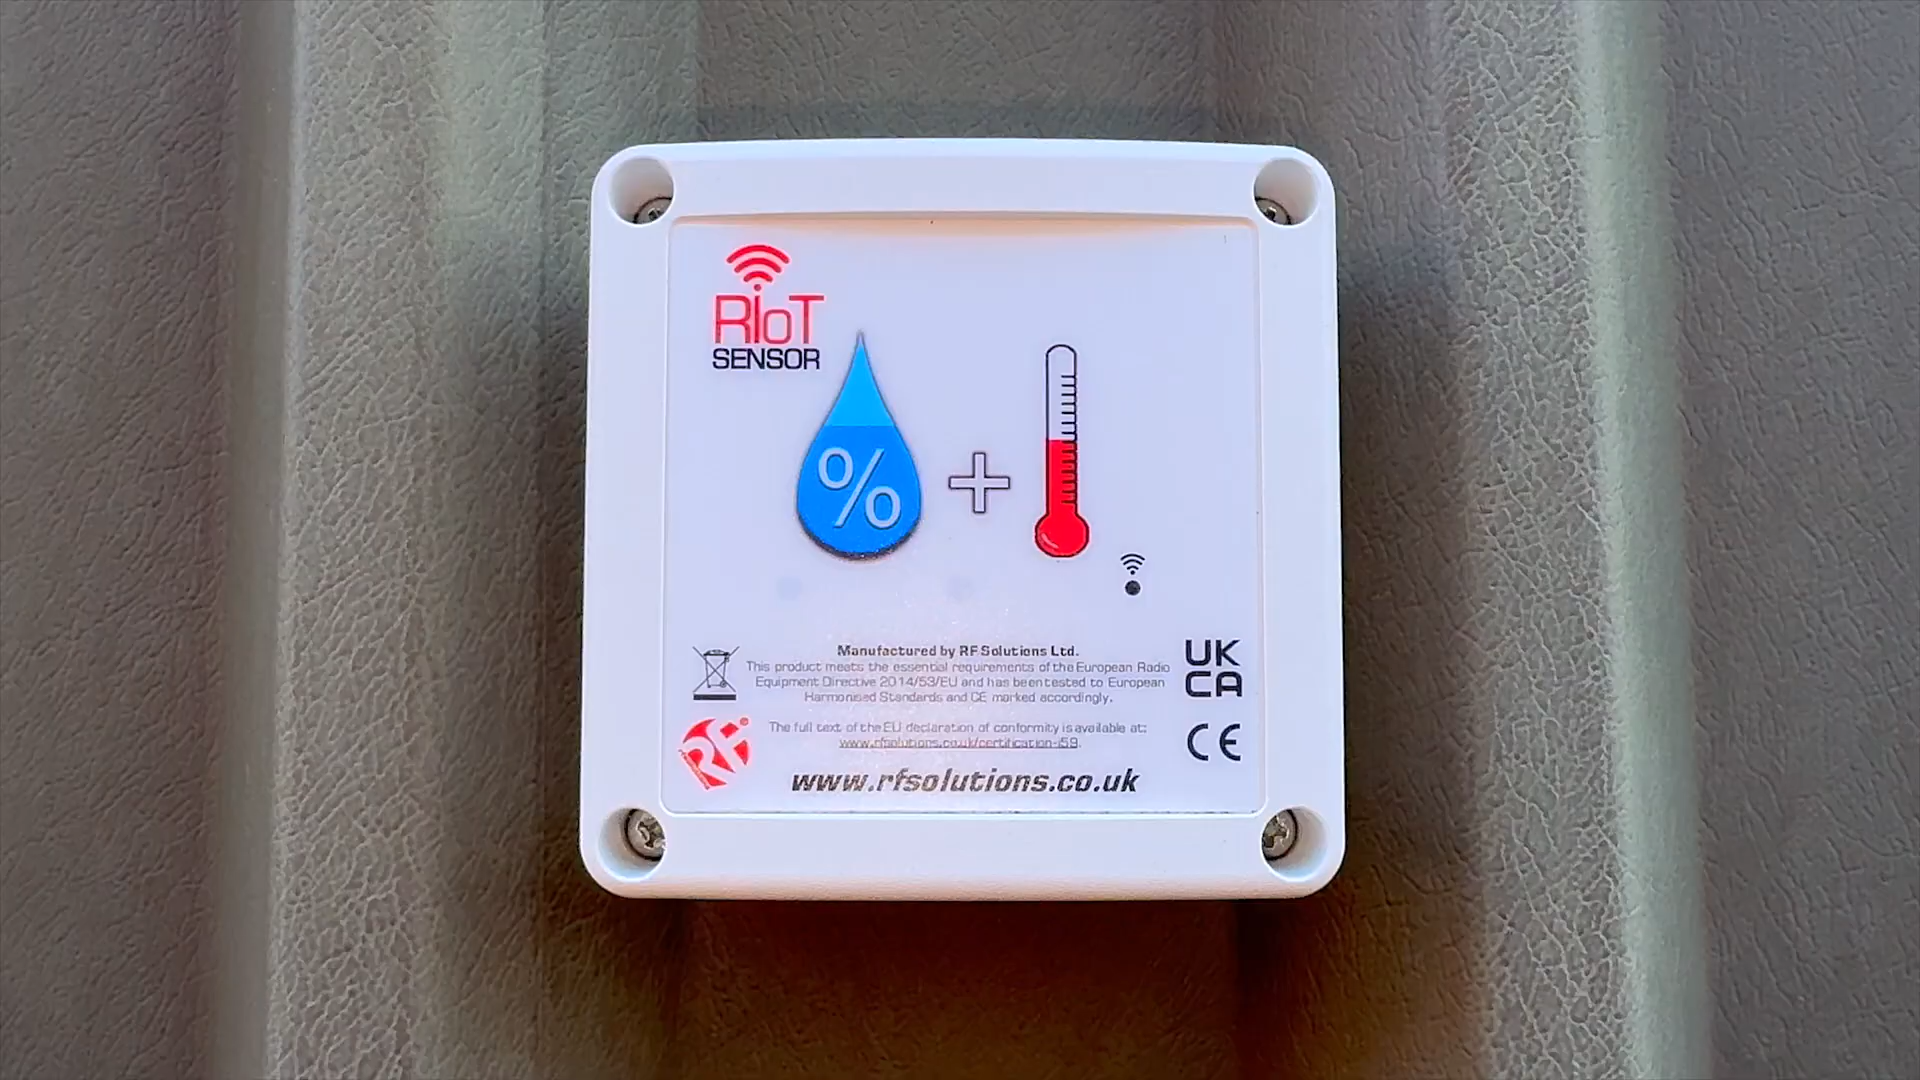 RIoT
SENSOR
%
Manufactured by RF Solutions Ltd.
This product meets the essential requirements of the European Radio
Equipment Directive 2014/53/EU and has been tested to European
Harmonised Standards and CE marked accordingly.
UK
CA
RF®
The full text of the EU declaration of conformity is available at:
www.rfsolutions.co.uk/certification-i59.
CE
www.rfsolutions.co.uk